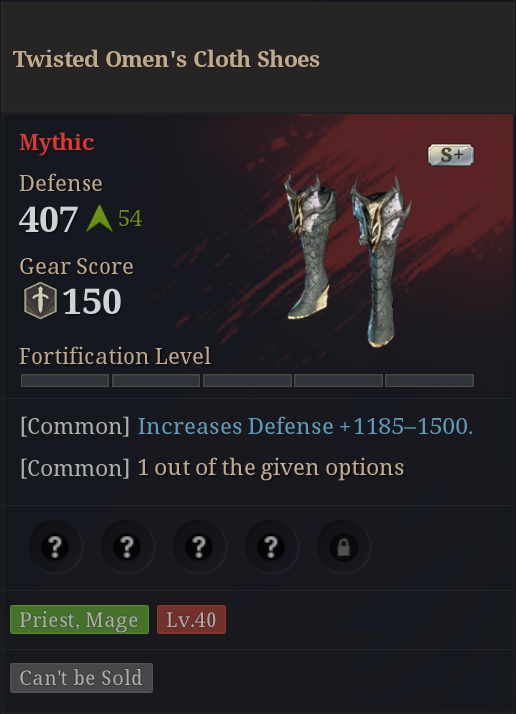 Twisted Omen's Cloth Shoes
Mythic
S+
Defense
407 54
Gear Score
150
Fortification Level
[Common] Increases Defense +1185–1500.
[Common] 1 out of the given options
? ? ? ?
Priest, Mage Lv.40
Can't be Sold